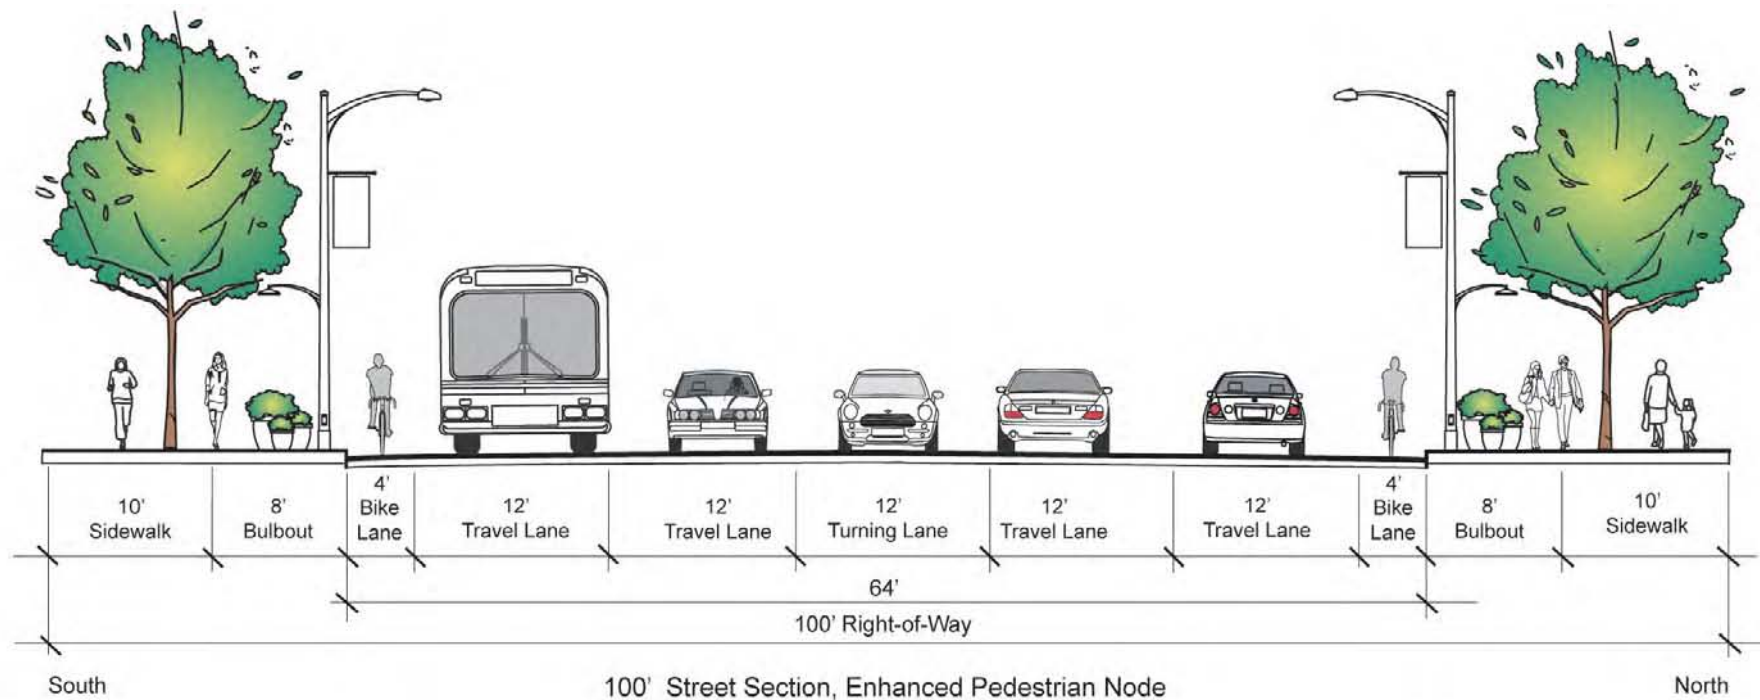 10'
Sidewalk
8'
Bulbout
4'
Bike
Lane
12'
Travel Lane
12'
Travel Lane
12'
Turning Lane
12'
Travel Lane
12'
Travel Lane
4'
Bike
Lane
8'
Bulbout
10'
Sidewalk
64'
100' Right-of-Way
South
100' Street Section, Enhanced Pedestrian Node
North